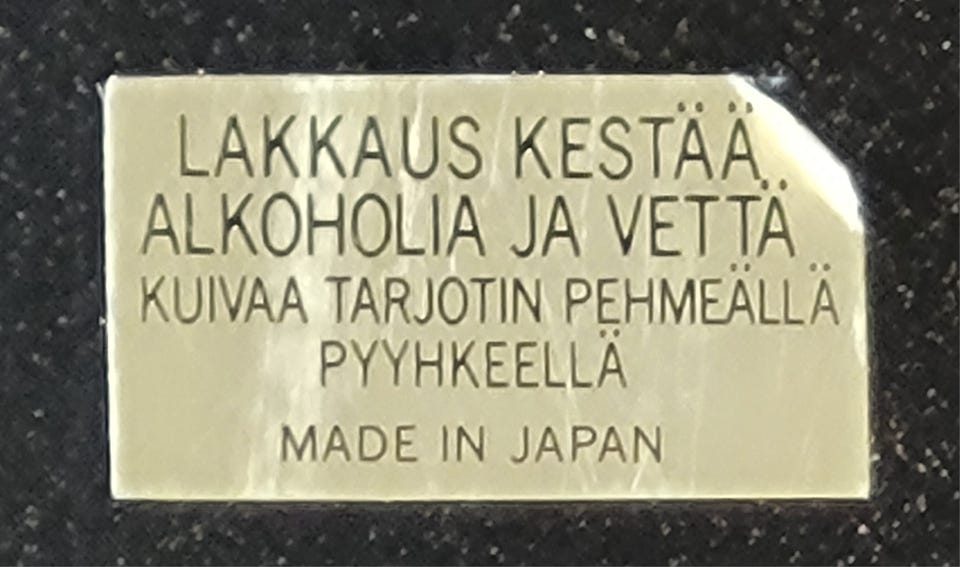 LAKKAUS KESTÄÄ
ALKOHOLIA JA VETTÄ
KUIVAA TARJOTIN PEHMEÄLLÄ
PYYHKEELLÄ
MADE IN JAPAN